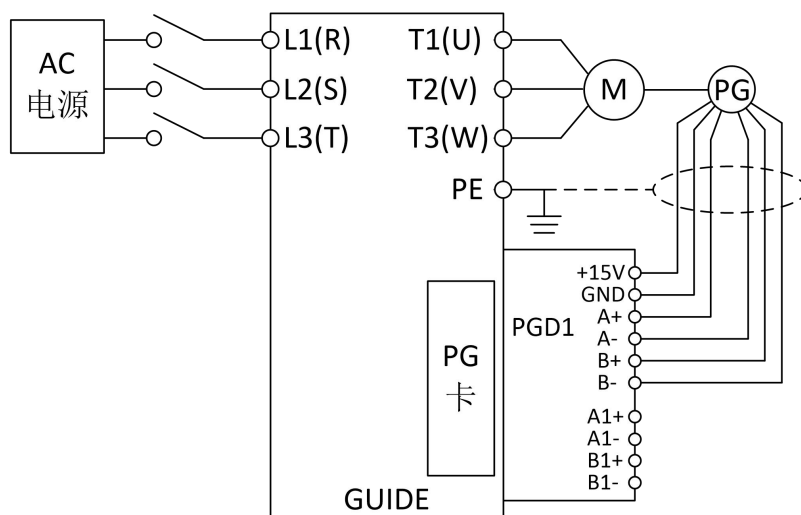 AC
电源
L1(R)
L2(S)
L3(T)
T1(U)
T2(V)
T3(W)
PE
M
PG
PG
卡
PGD1
+15V
GND
A+
A-
B+
B-
A1+
A1-
B1+
B1-
GUIDE